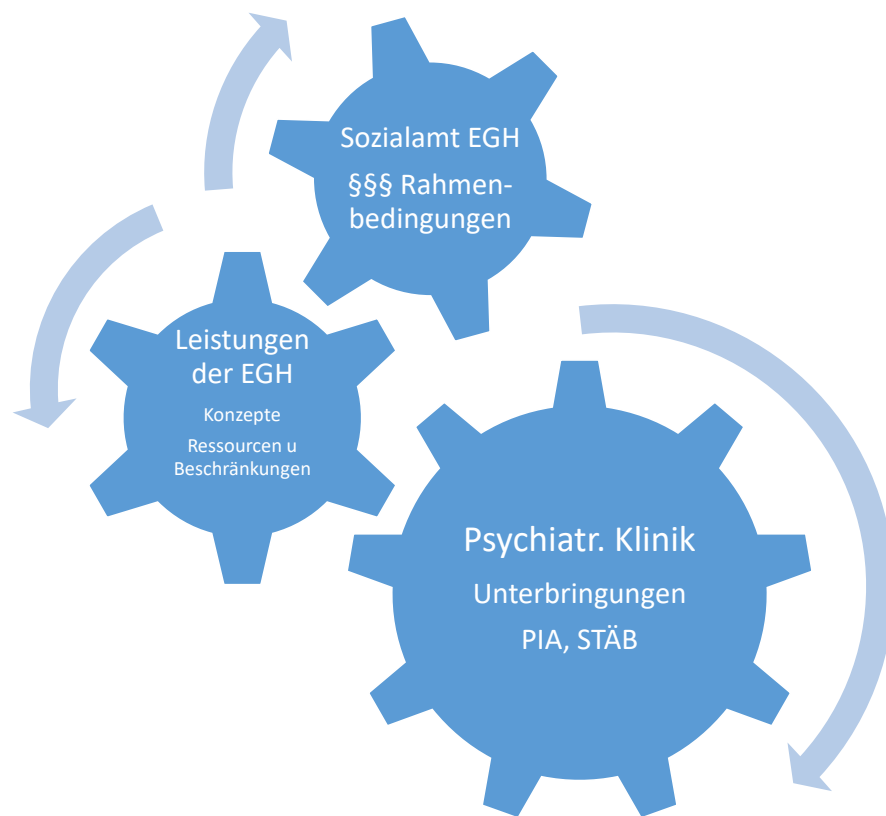 Sozialamt EGH
§§§ Rahmen-
bedingungen
Leistungen
der EGH
Konzepte
Ressourcen u
Beschränkungen
Psychiatr. Klinik
Unterbringungen
PIA, STÄB